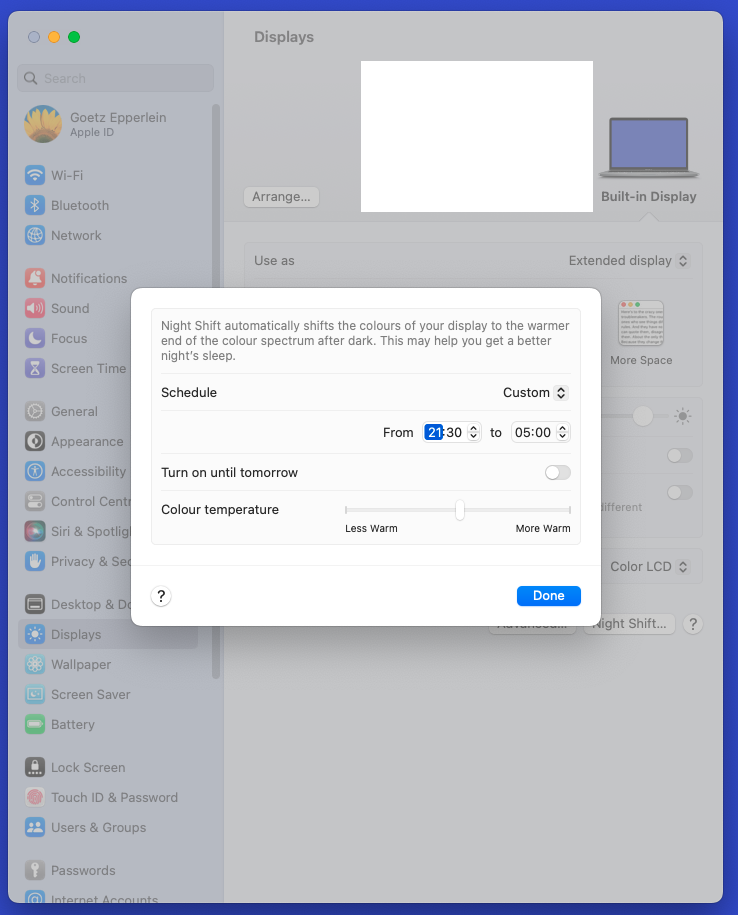 Displays
Search
Goetz Epperlein
Apple ID
Wi-Fi
Bluetooth
Network
Notifications
Sound
Focus
Screen Time
General
Appearance
Accessibility
Control Centr
Siri & Spotlig
Privacy & Sec
Desktop & Do
Displays
Wallpaper
Screen Saver
Battery
Lock Screen
Touch ID & Password
Users & Groups
Passwords
Internet Accounts
Arrange...
Built-in Display
Use as
Extended display
More Space
Night Shift automatically shifts the colours of your display to the warmer
end of the colour spectrum after dark. This may help you get a better
night's sleep.
Schedule
Custom
From 21:30 to 05:00
Turn on until tomorrow
Colour temperature
Less Warm
More Warm
?
Done
different
Color LCD
Advanced...
Night Shift...
?